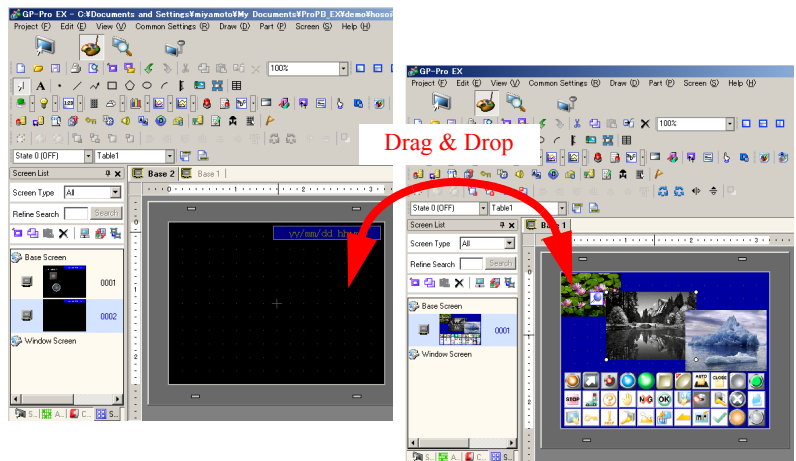 GP-Pro EX - C:¥Documents and Settings¥miyamoto¥My Documents¥ProPB_EX¥demo¥hosoi
Project (F) Edit (E) View (V) Common Settings (R) Draw (D) Part (P) Screen (S) Help (H)
100%
State 0 (OFF) Table1
Screen List
Base 2 Base 1
Screen Type All
Refine Search Search
Base Screen
0001
0002
Window Screen
yy/mm/dd
S... A... C... S...
Drag & Drop
GP-Pro EX
Project (F) Edit (E) View (V) Common Settings (R) Draw (D) Part (P) Screen (S) Help (H)
100%
State 0 (OFF) Table1
Screen List
Base 1
Screen Type All
Refine Search Search
Base Screen
0001
Window Screen
AUTO CLOSE
STOP NG OK
S... A... C... S...